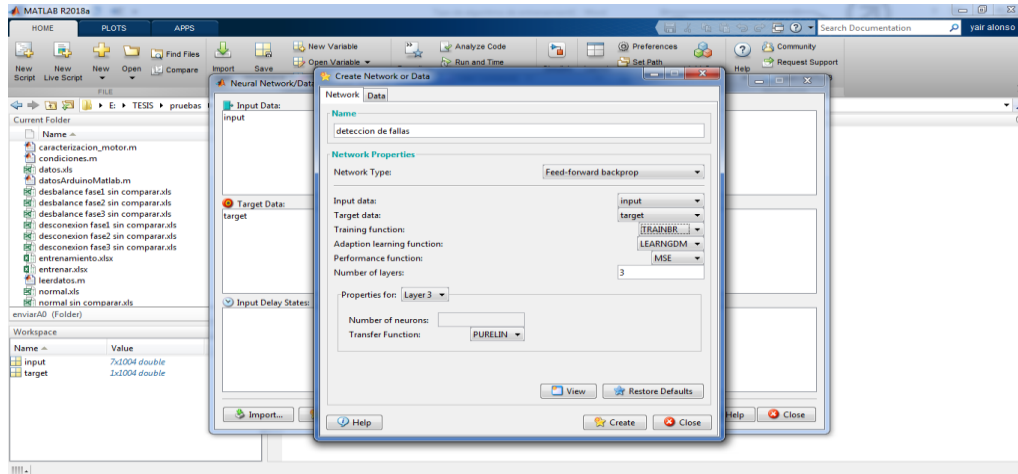 MATLAB R2018a
HOME PLOTS APPS
Search Documentation
yair alonso
New Script
New Live Script
New
Open
Find Files
Compare
Import
Save
New Variable
Open Variable
Analyze Code
Run and Time
Preferences
Set Path
Help
Community
Request Support
FILE
E: TESIS pruebas
Current Folder
Name
caracterizacion_motor.m
condiciones.m
datos.xls
datosArduinoMatlab.m
desbalance fase1 sin comparar.xls
desbalance fase2 sin comparar.xls
desbalance fase3 sin comparar.xls
desconexion fase1 sin comparar.xls
desconexion fase2 sin comparar.xls
desconexion fase3 sin comparar.xls
entrenamiento.xlsx
entrenar.xlsx
leerdatos.m
normal.xls
normal sin comparar.xls
enviarA0 (Folder)
Workspace
Name Value
input 7x1004 double
target 1x1004 double
Neural Network/Data
Input Data:
input
Target Data:
target
Input Delay States:
Import...
Help
Close
Create Network or Data
Network Data
Name
deteccion de fallas
Network Properties
Network Type: Feed-forward backprop
Input data: input
Target data: target
Training function: TRAINBR
Adaption learning function: LEARNGDM
Performance function: MSE
Number of layers: 3
Properties for: Layer 3
Number of neurons:
Transfer Function: PURELIN
View
Restore Defaults
Help
Create
Close